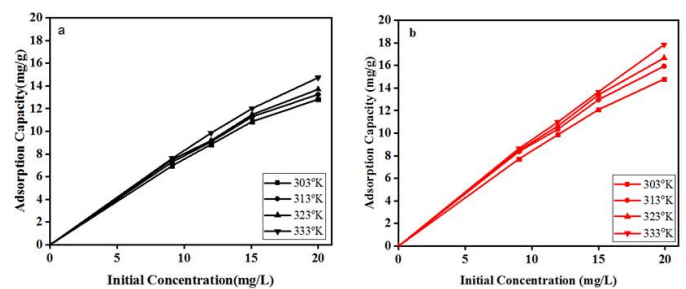 a
20
18
16
14
12
10
8
6
4
2
0
Adsorption Capacity(mg/g)
303°K
313°K
323°K
333°K
0 5 10 15 20
Initial Concentration(mg/L)
b
20
18
16
14
12
10
8
6
4
2
0
Adsorption Capacity (mg/g)
303°K
313°K
323°K
333°K
0 5 10 15 20
Initial Concentration (mg/L)